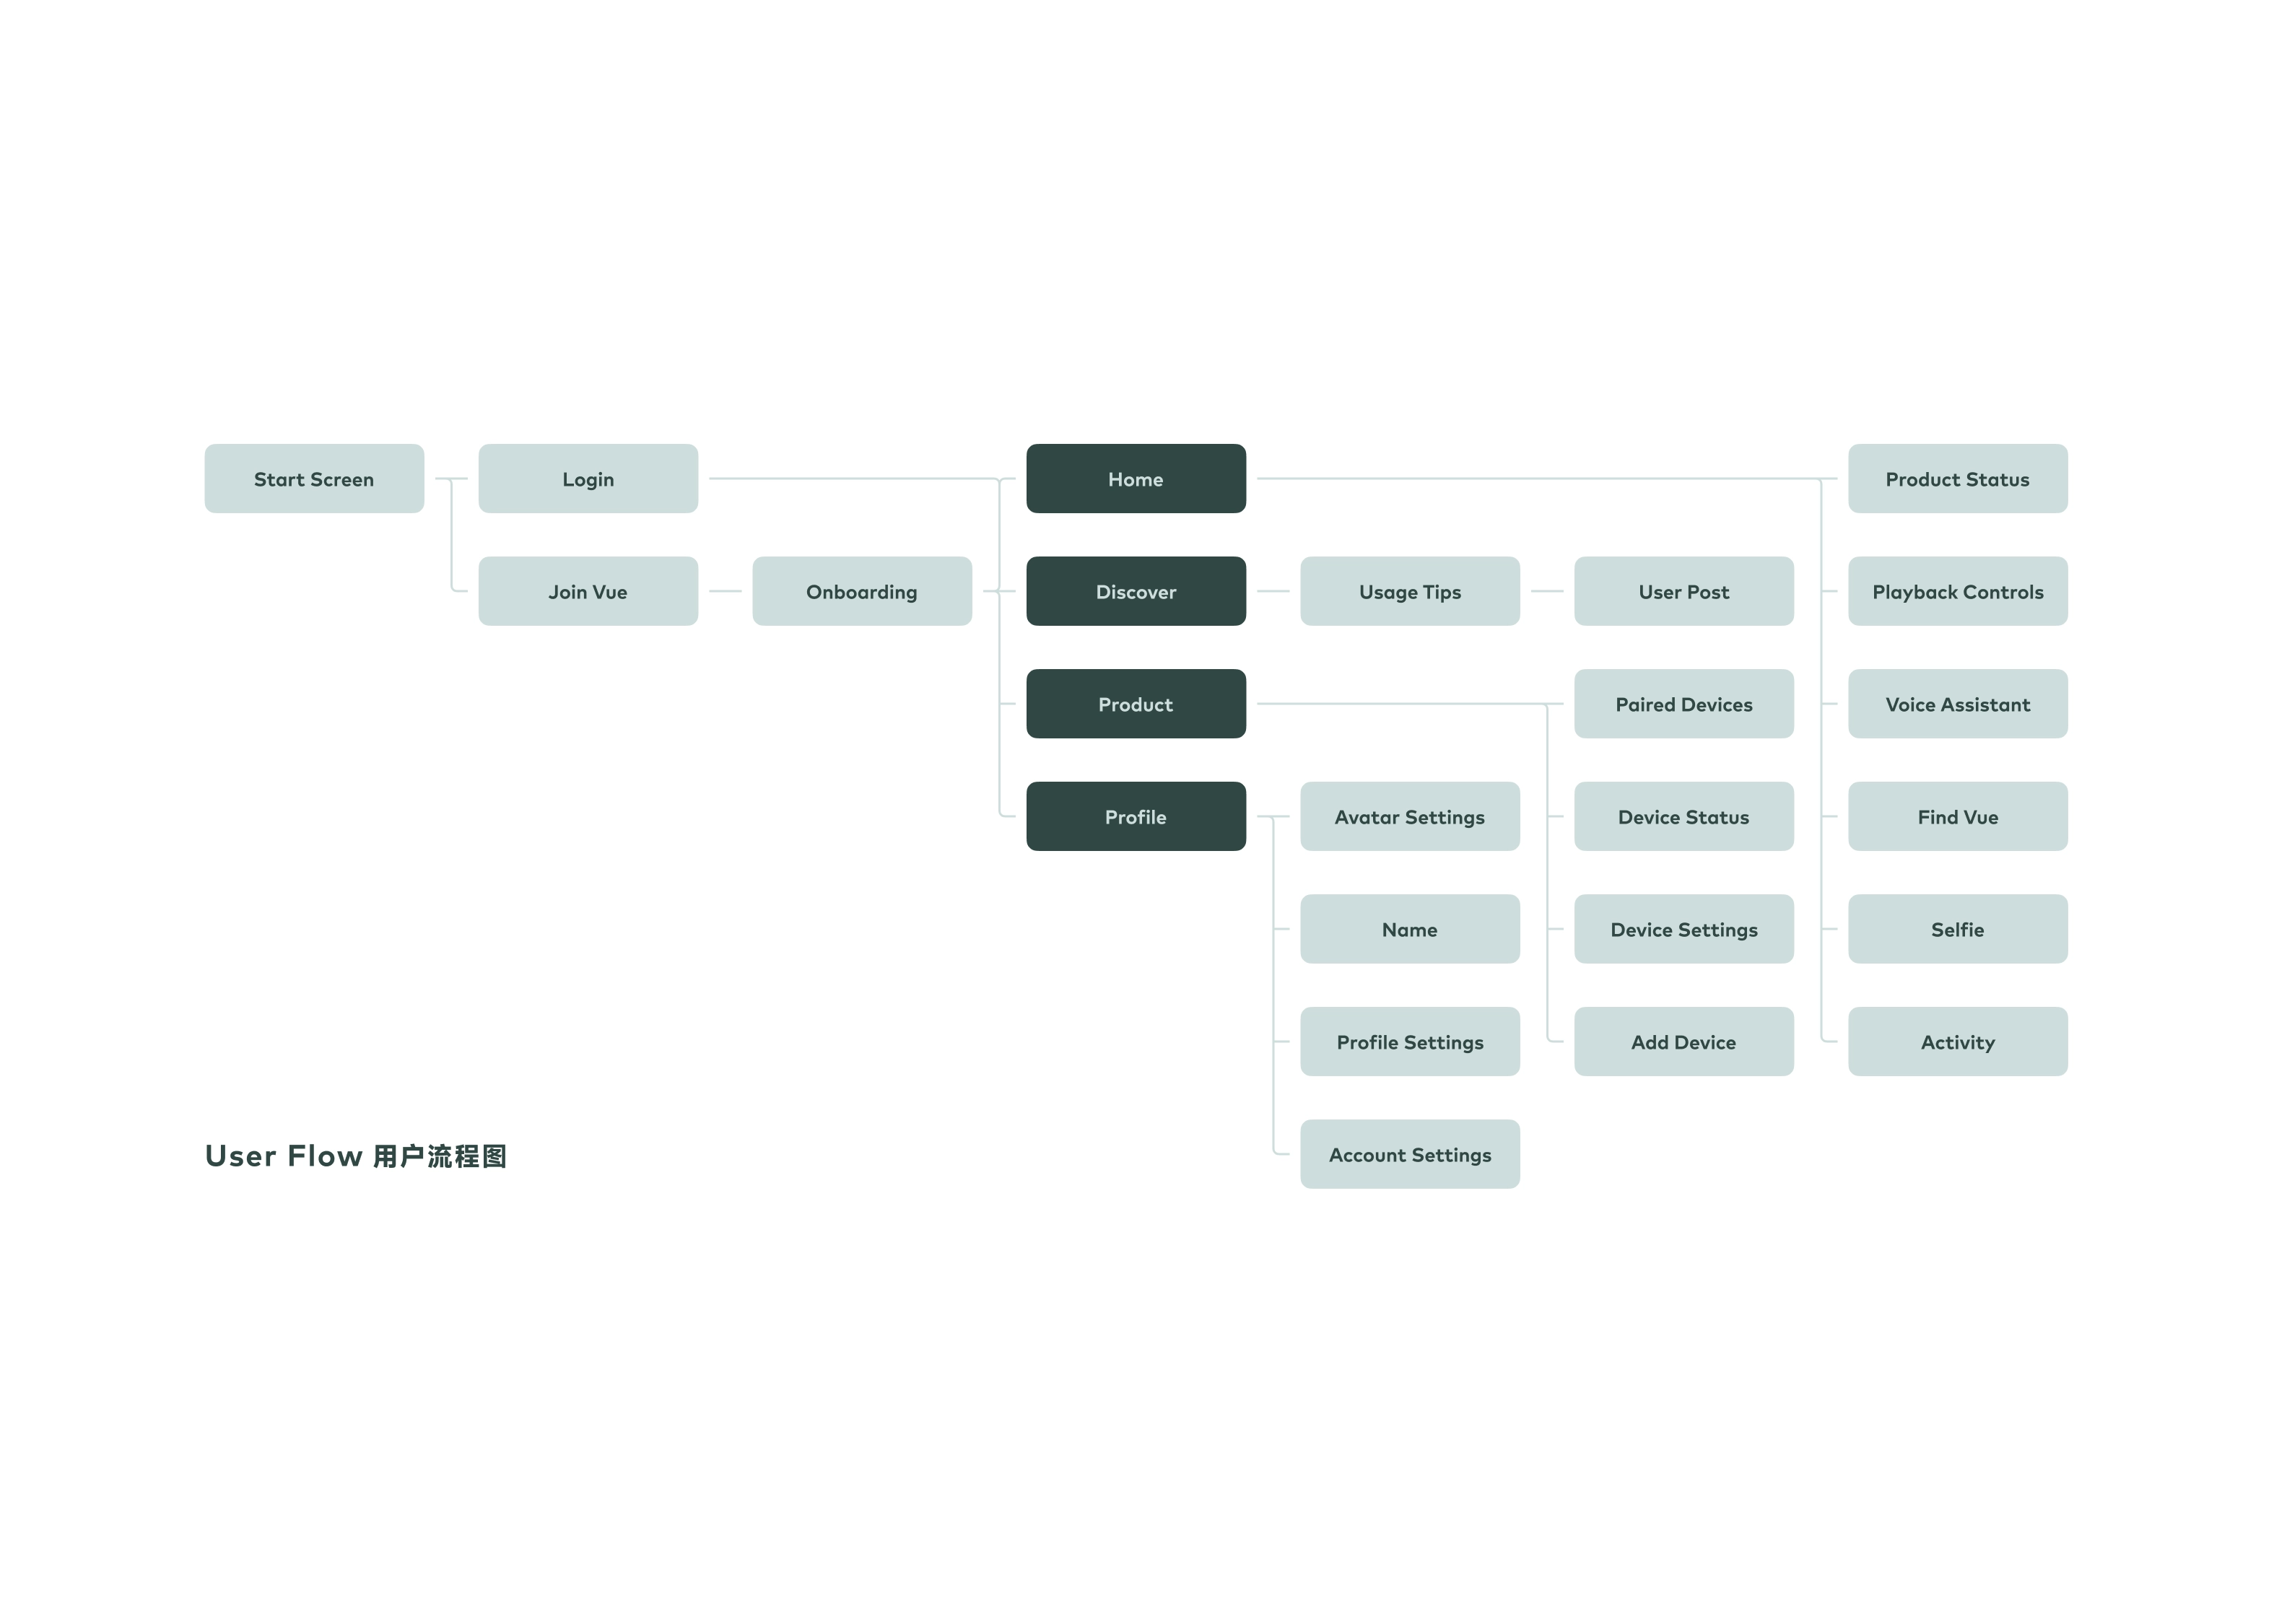 Start Screen
Login
Home
Product Status
Join Vue
Onboarding
Discover
Usage Tips
User Post
Playback Controls
Product
Paired Devices
Voice Assistant
Profile
Avatar Settings
Device Status
Find Vue
Name
Device Settings
Selfie
Profile Settings
Add Device
Activity
Account Settings
User Flow 用户流程图